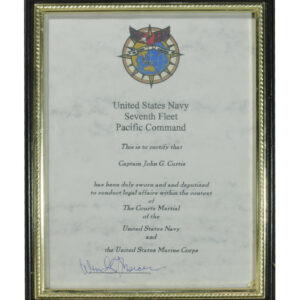 United States Navy
Seventh Fleet
Pacific Command
This is to certify that
Captain John G. Curtis
has been duly sworn and and deputized
to conduct legal affairs within the context
of
The Courts Martial
of the
United States Navy
and
the United States Marine Corps